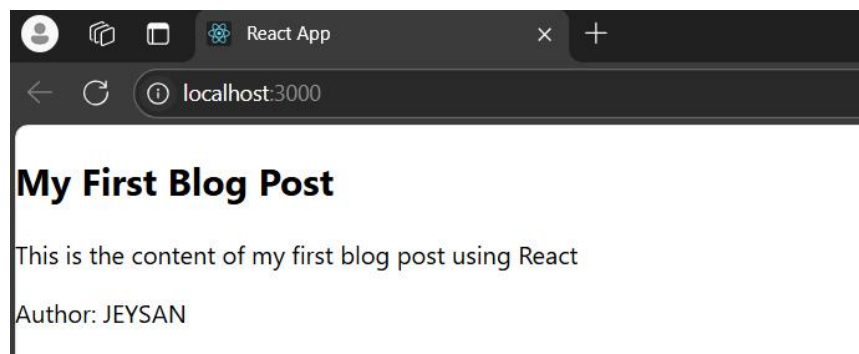 React App
localhost:3000
My First Blog Post
This is the content of my first blog post using React
Author: JEYSAN